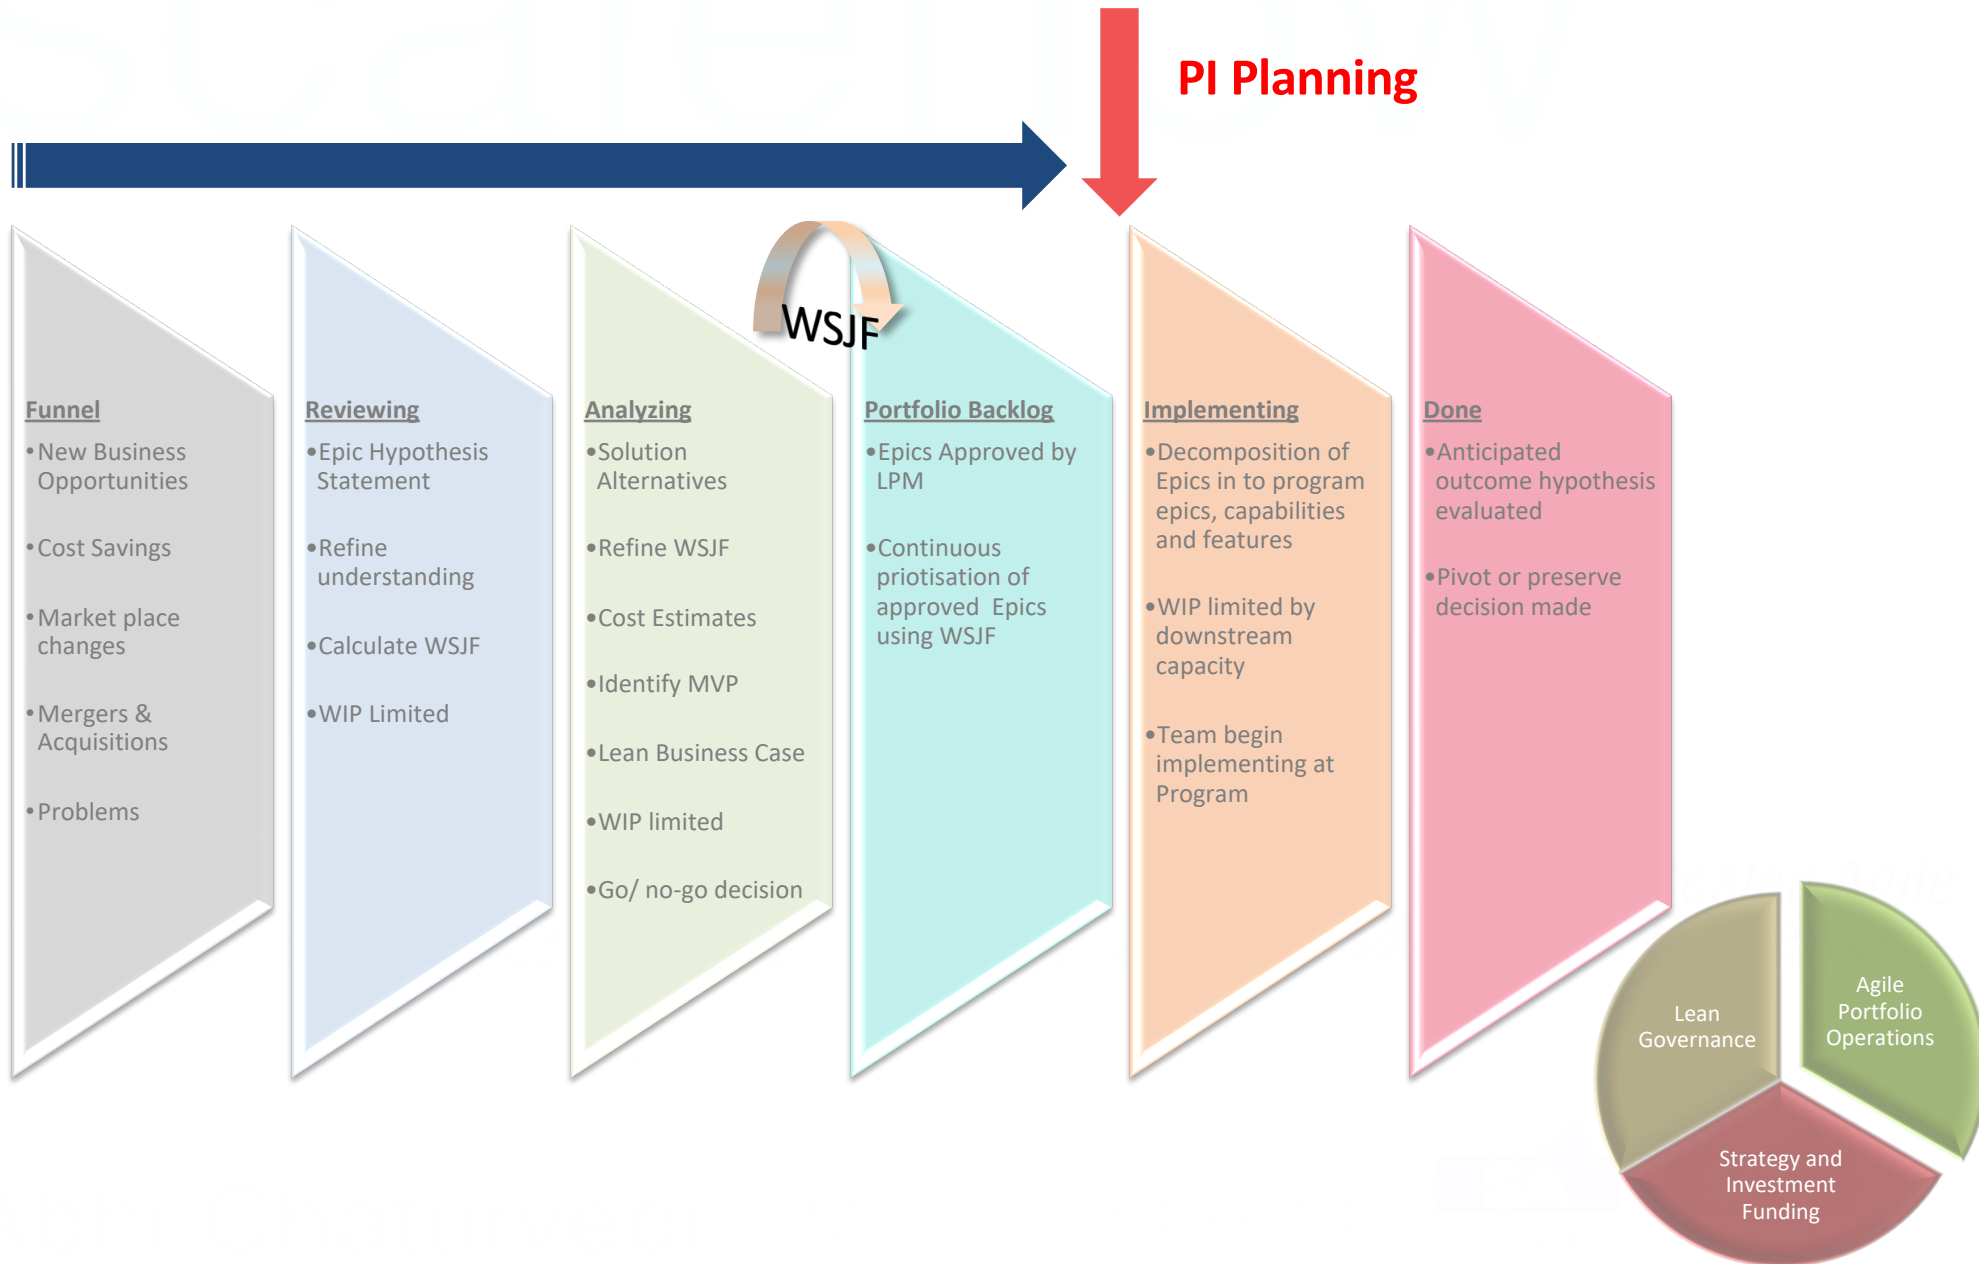 PI Planning
WSJF
Funnel
•New Business
Opportunities
•Cost Savings
•Market place
changes
•Mergers &
Acquisitions
•Problems
Reviewing
•Epic Hypothesis
Statement
•Refine
understanding
•Calculate WSJF
•WIP Limited
Analyzing
•Solution
Alternatives
•Refine WSJF
•Cost Estimates
•Identify MVP
•Lean Business Case
•WIP limited
•Go/ no-go decision
Portfolio Backlog
•Epics Approved by
LPM
•Continuous
priotisation of
approved Epics
using WSJF
Implementing
•Decomposition of
Epics in to program
epics, capabilities
and features
•WIP limited by
downstream
capacity
•Team begin
implementing at
Program
Done
•Anticipated
outcome hypothesis
evaluated
•Pivot or preserve
decision made
Lean
Governance
Agile
Portfolio
Operations
Strategy and
Investment
Funding